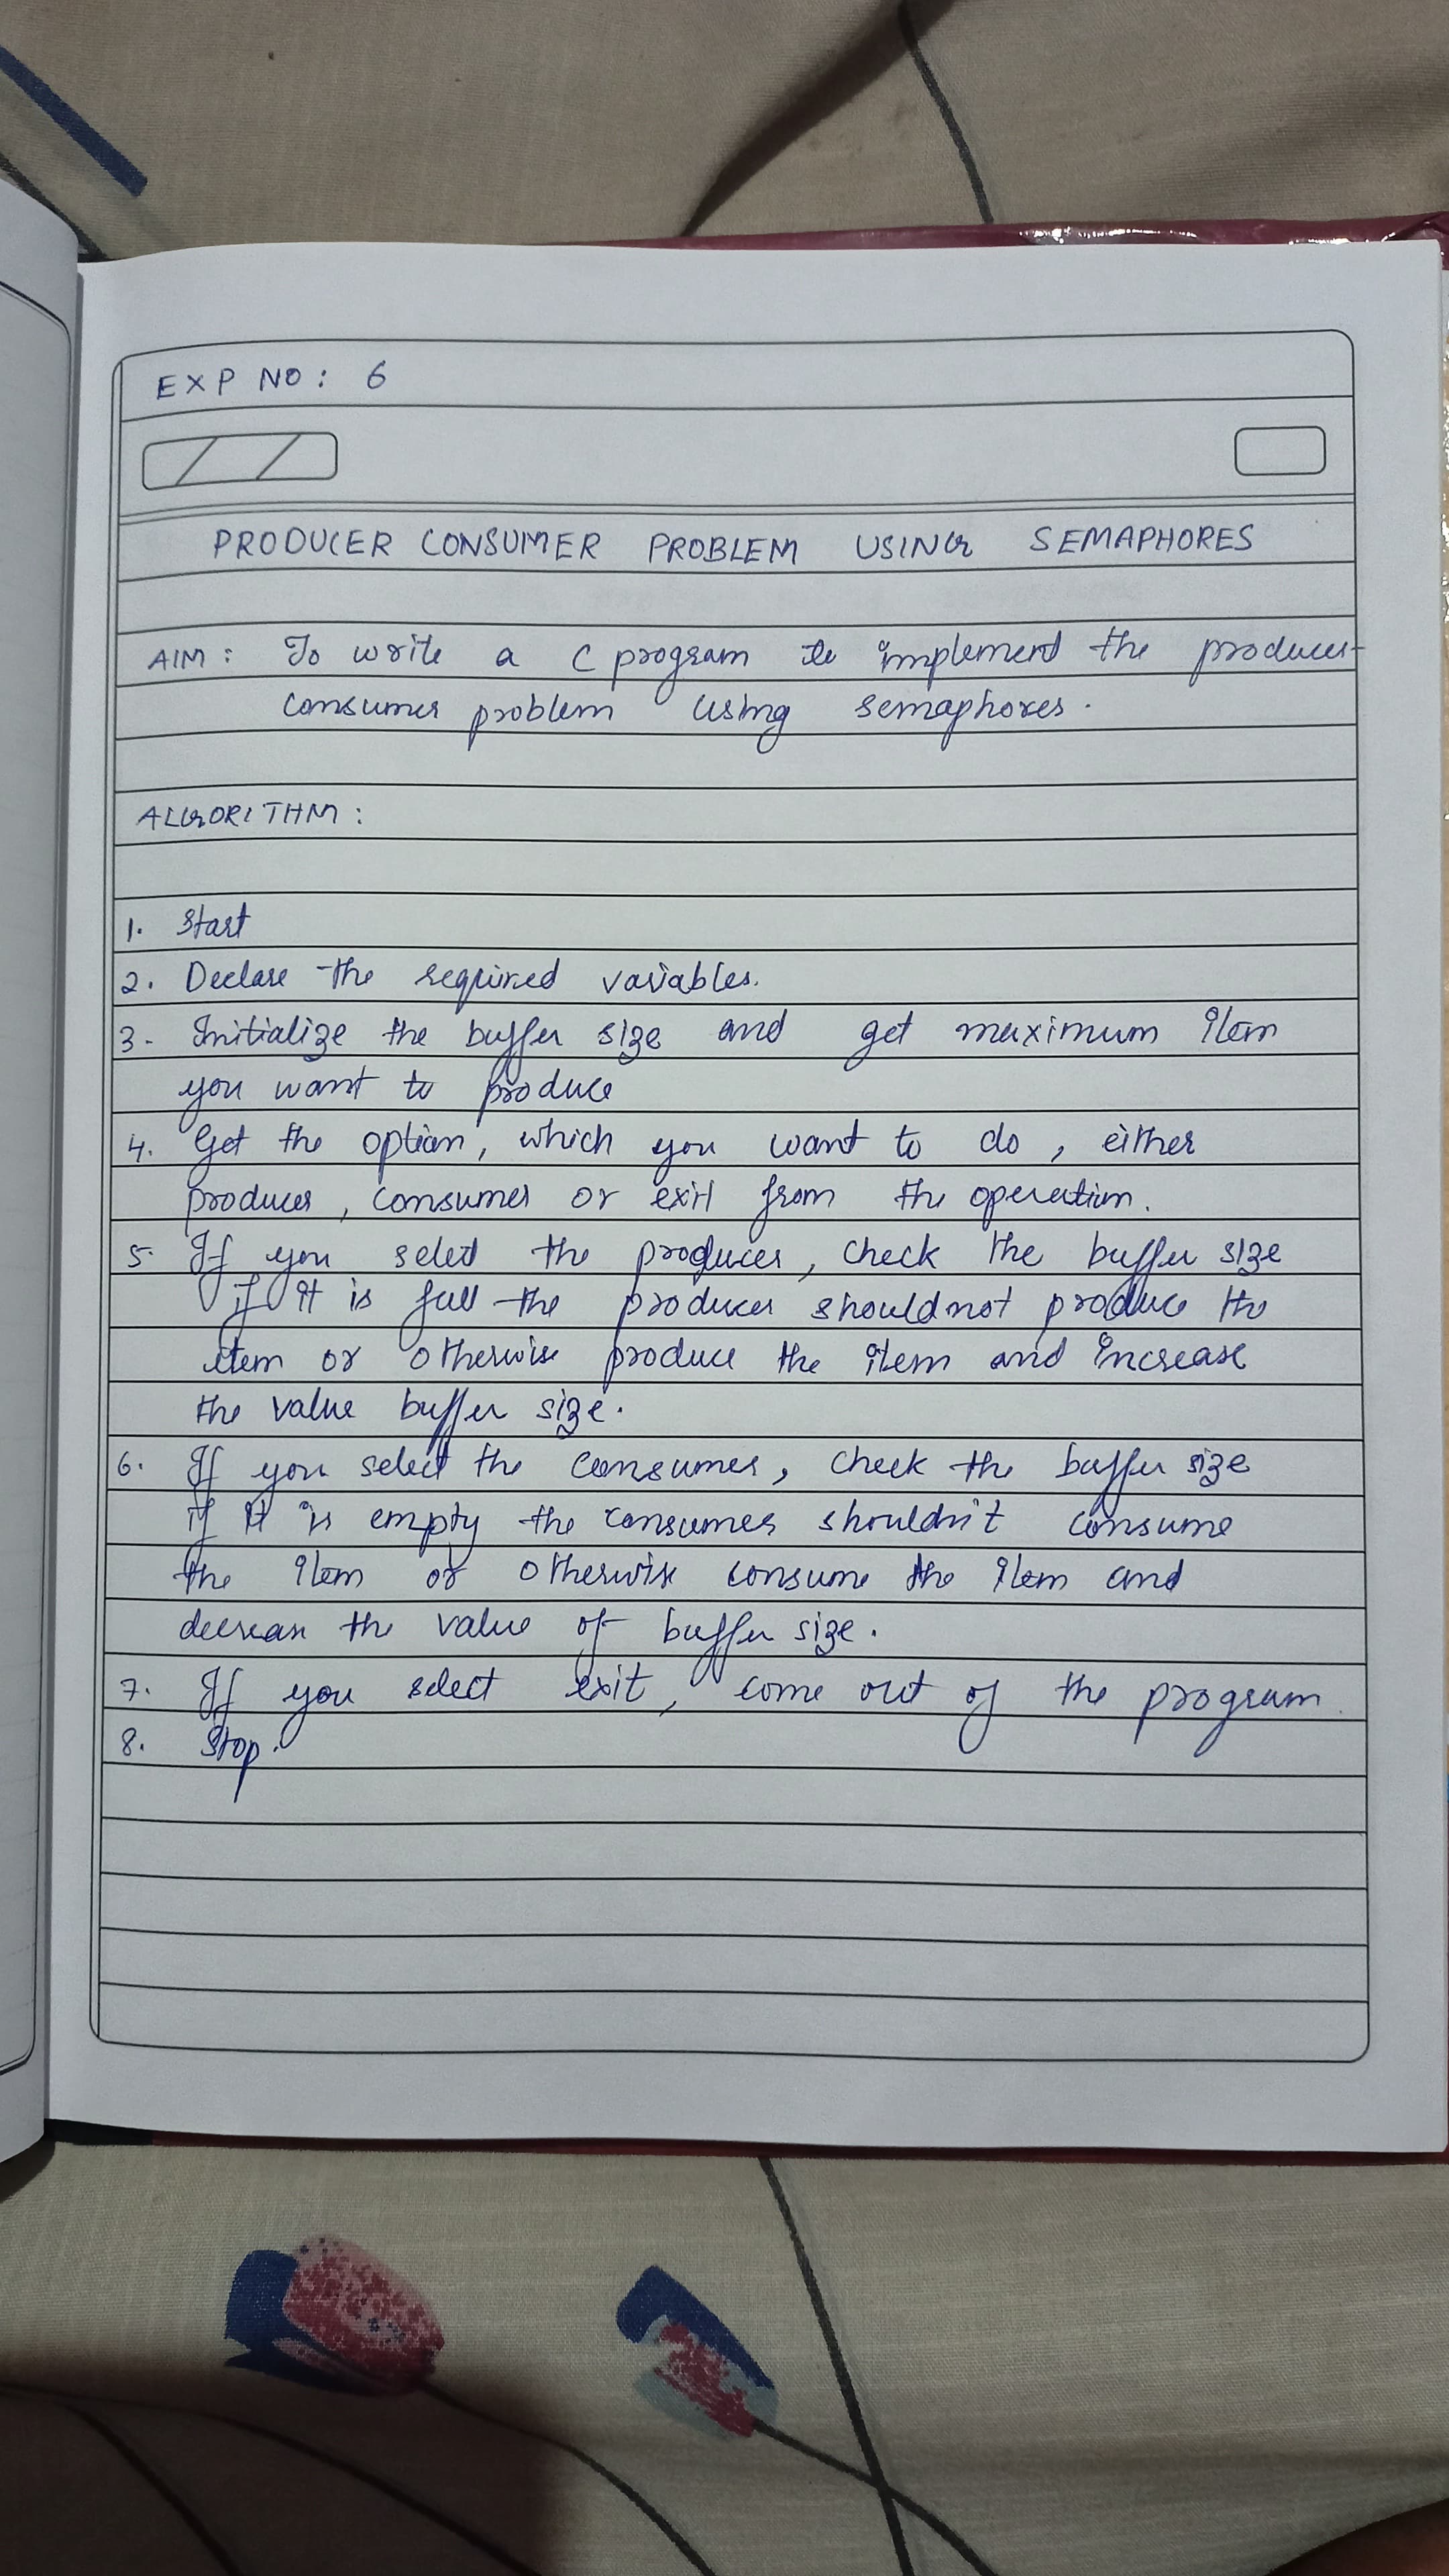 EXP NO: 6
PRODUCER CONSUMER PROBLEM USING SEMAPHORES
AIM: To write a C program to implement the producer-
consumer problem using semaphores.
ALGORITHM:
1. Start
2. Declare the required variables.
3. Initialize the buffer size and get maximum item
you want to produce
4. Get the option, which you want to do, either
producer, consumer or exit from the operation.
5. If you select the producer, check the buffer size
if it is full the producer should not produce the
item or otherwise produce the item and increase
the value buffer size.
6. If you select the consumer, check the buffer size
if it is empty the consumer shouldn't consume
the item or otherwise consume the item and
decrease the value of buffer size.
7. If you select exit, come out of the program.
8. Stop.